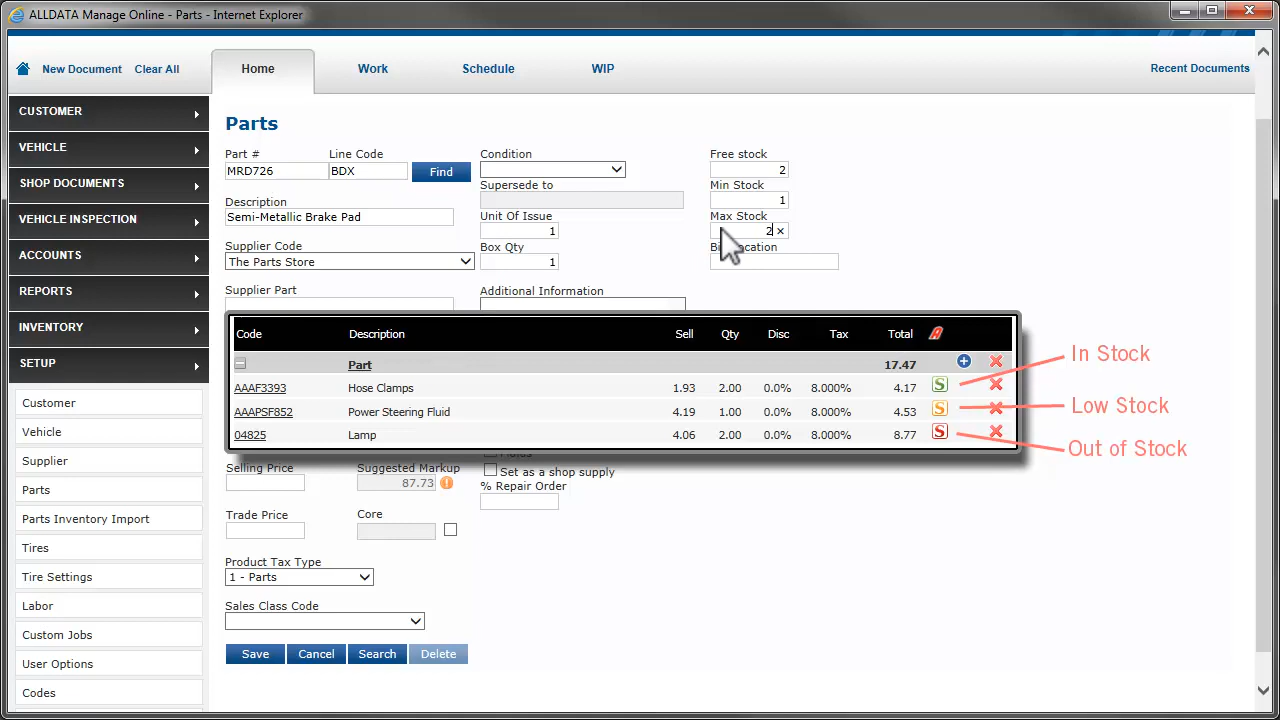 ALLDATA Manage Online - Parts - Internet Explorer
New Document Clear All Home Work Schedule WIP Recent Documents
CUSTOMER
VEHICLE
SHOP DOCUMENTS
VEHICLE INSPECTION
ACCOUNTS
REPORTS
INVENTORY
SETUP
Customer
Vehicle
Supplier
Parts
Parts Inventory Import
Tires
Tire Settings
Labor
Custom Jobs
User Options
Codes
Parts
Part # Line Code Condition Free stock
MRD726 BDX Find 2
Supersede to Min Stock
1
Description Unit Of Issue Max Stock
Semi-Metallic Brake Pad 1 2 ×
Supplier Code Box Qty Location
The Parts Store 1
Supplier Part Additional Information
Code Description Sell Qty Disc Tax Total
Part 17.47
AAAF3393 Hose Clamps 1.93 2.00 0.0% 8.000% 4.17 S
AAAPSF852 Power Steering Fluid 4.19 1.00 0.0% 8.000% 4.53 S
04825 Lamp 4.06 2.00 0.0% 8.000% 8.77 S
In Stock
Low Stock
Out of Stock
Selling Price Suggested Markup Set as a shop supply
87.73 % Repair Order
Trade Price Core
Product Tax Type
1 - Parts
Sales Class Code
Save Cancel Search Delete